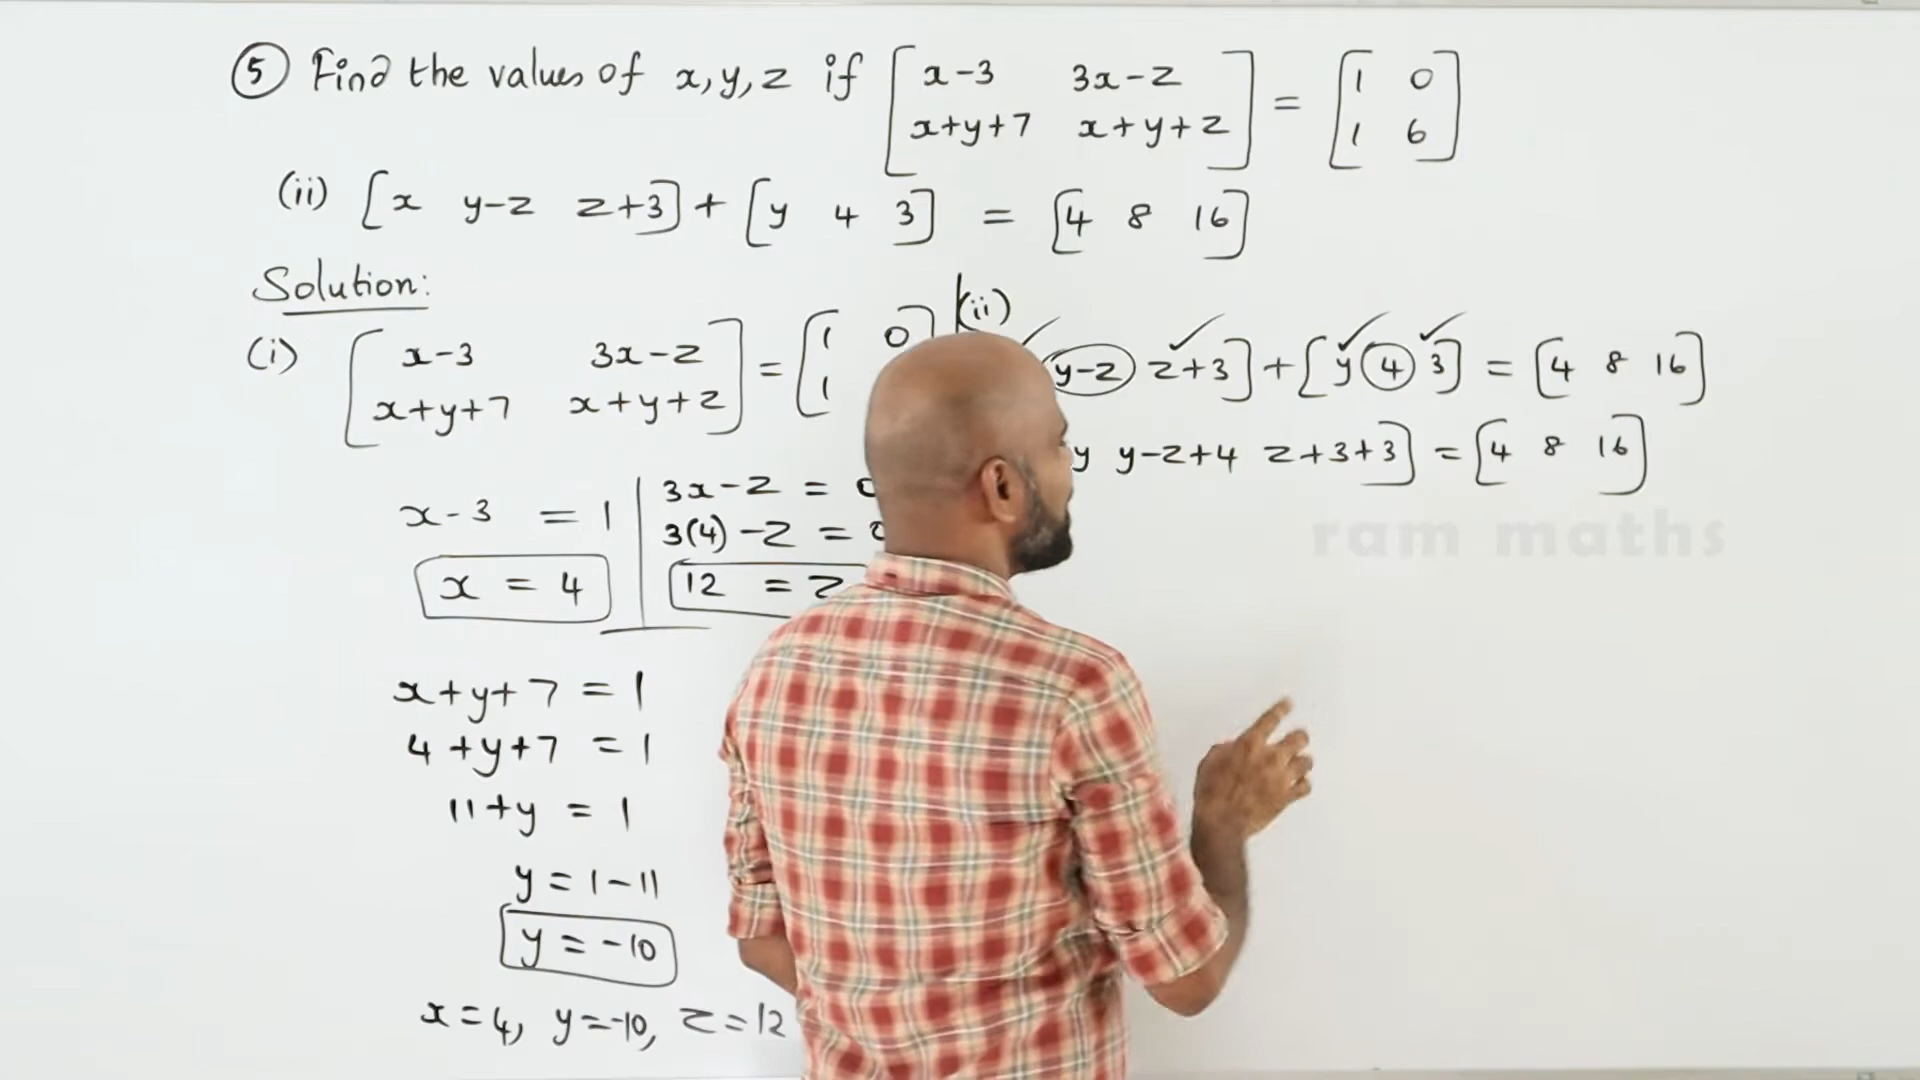 ⑤ Find the values of x, y, z if [x-3 3x-z
x+y+7 x+y+z] = [1 0
1 6]
(ii) [x y-z z+3] + [y 4 3] = [4 8 16]
Solution:
(i) [x-3 3x-z
x+y+7 x+y+z] = [1 0
1
x-3 = 1
x = 4
3x-z =
3(4)-z =
12 = z
x+y+7 = 1
4+y+7 = 1
11+y = 1
y = 1-11
y = -10
x=4, y=-10, z=12
(ii)
y-z z+3] + [y 4 3] = [4 8 16]
y y-z+4 z+3+3] = [4 8 16]
ram maths